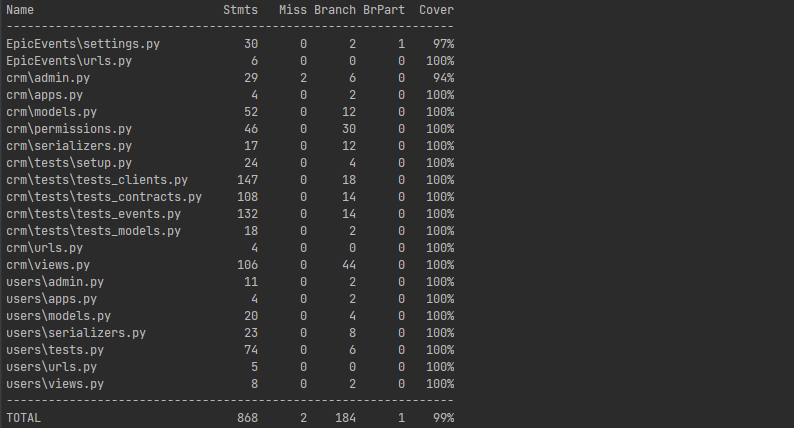 Name                           Stmts   Miss Branch BrPart  Cover
----------------------------------------------------------------
EpicEvents\settings.py            30      0      2      1    97%
EpicEvents\urls.py                 6      0      0      0   100%
crm\admin.py                      29      2      6      0    94%
crm\apps.py                        4      0      2      0   100%
crm\models.py                     52      0     12      0   100%
crm\permissions.py                46      0     30      0   100%
crm\serializers.py                17      0     12      0   100%
crm\tests\setup.py                24      0      4      0   100%
crm\tests\tests_clients.py       147      0     18      0   100%
crm\tests\tests_contracts.py     108      0     14      0   100%
crm\tests\tests_events.py        132      0     14      0   100%
crm\tests\tests_models.py         18      0      2      0   100%
crm\urls.py                        4      0      0      0   100%
crm\views.py                     106      0     44      0   100%
users\admin.py                    11      0      2      0   100%
users\apps.py                      4      0      2      0   100%
users\models.py                   20      0      4      0   100%
users\serializers.py              23      0      8      0   100%
users\tests.py                    74      0      6      0   100%
users\urls.py                      5      0      0      0   100%
users\views.py                     8      0      2      0   100%
----------------------------------------------------------------
TOTAL                            868      2    184      1    99%